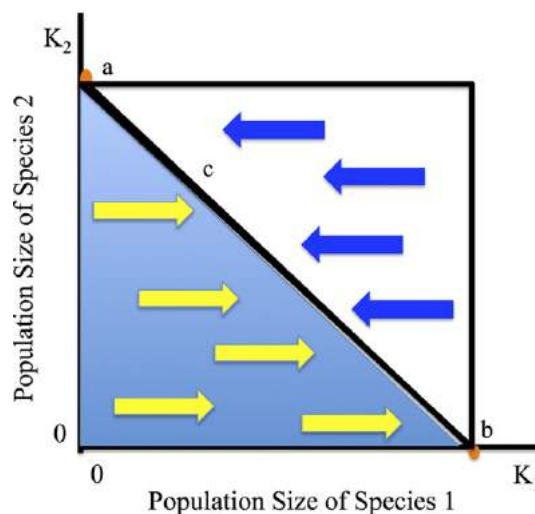 K2
a
Population Size of Species 2
c
0
b
0
K
Population Size of Species 1